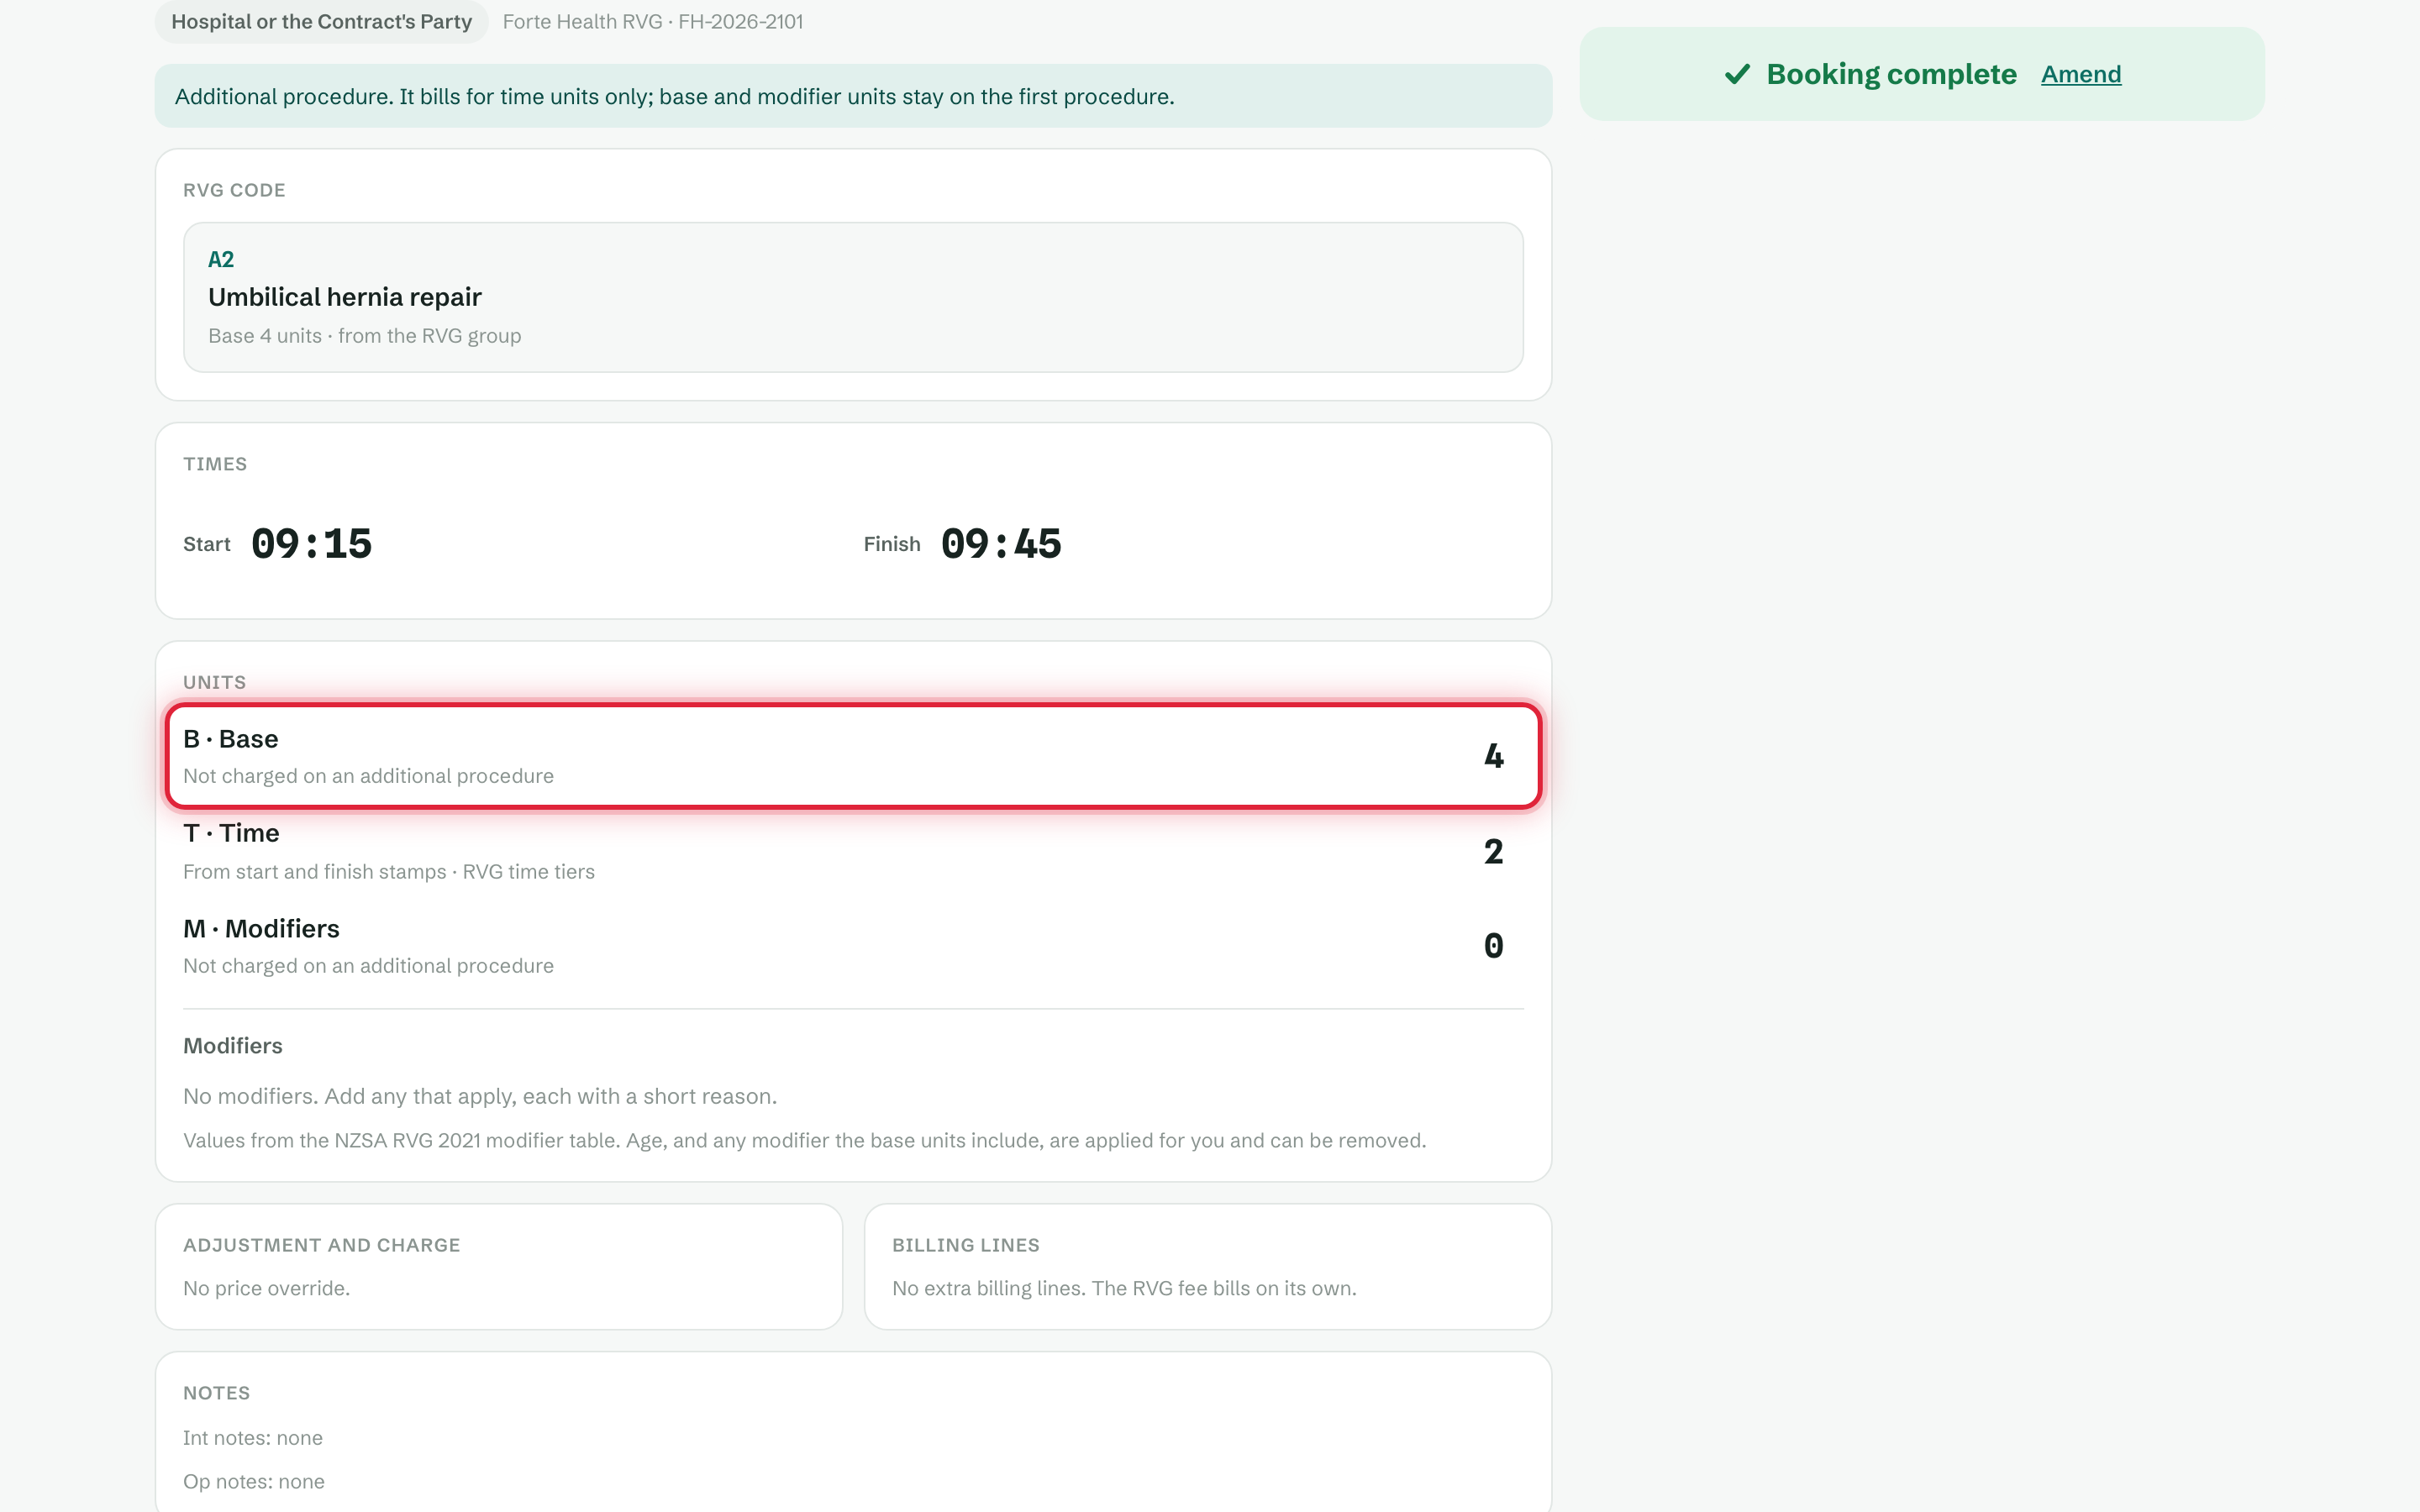 Hospital or the Contract's Party Forte Health RVG · FH-2026-2101
✓ Booking complete Amend
Additional procedure. It bills for time units only; base and modifier units stay on the first procedure.
RVG CODE
A2
Umbilical hernia repair
Base 4 units · from the RVG group
TIMES
Start 09:15 Finish 09:45
UNITS
B · Base 4
Not charged on an additional procedure
T · Time 2
From start and finish stamps · RVG time tiers
M · Modifiers 0
Not charged on an additional procedure
Modifiers
No modifiers. Add any that apply, each with a short reason.
Values from the NZSA RVG 2021 modifier table. Age, and any modifier the base units include, are applied for you and can be removed.
ADJUSTMENT AND CHARGE
No price override.
BILLING LINES
No extra billing lines. The RVG fee bills on its own.
NOTES
Int notes: none
Op notes: none